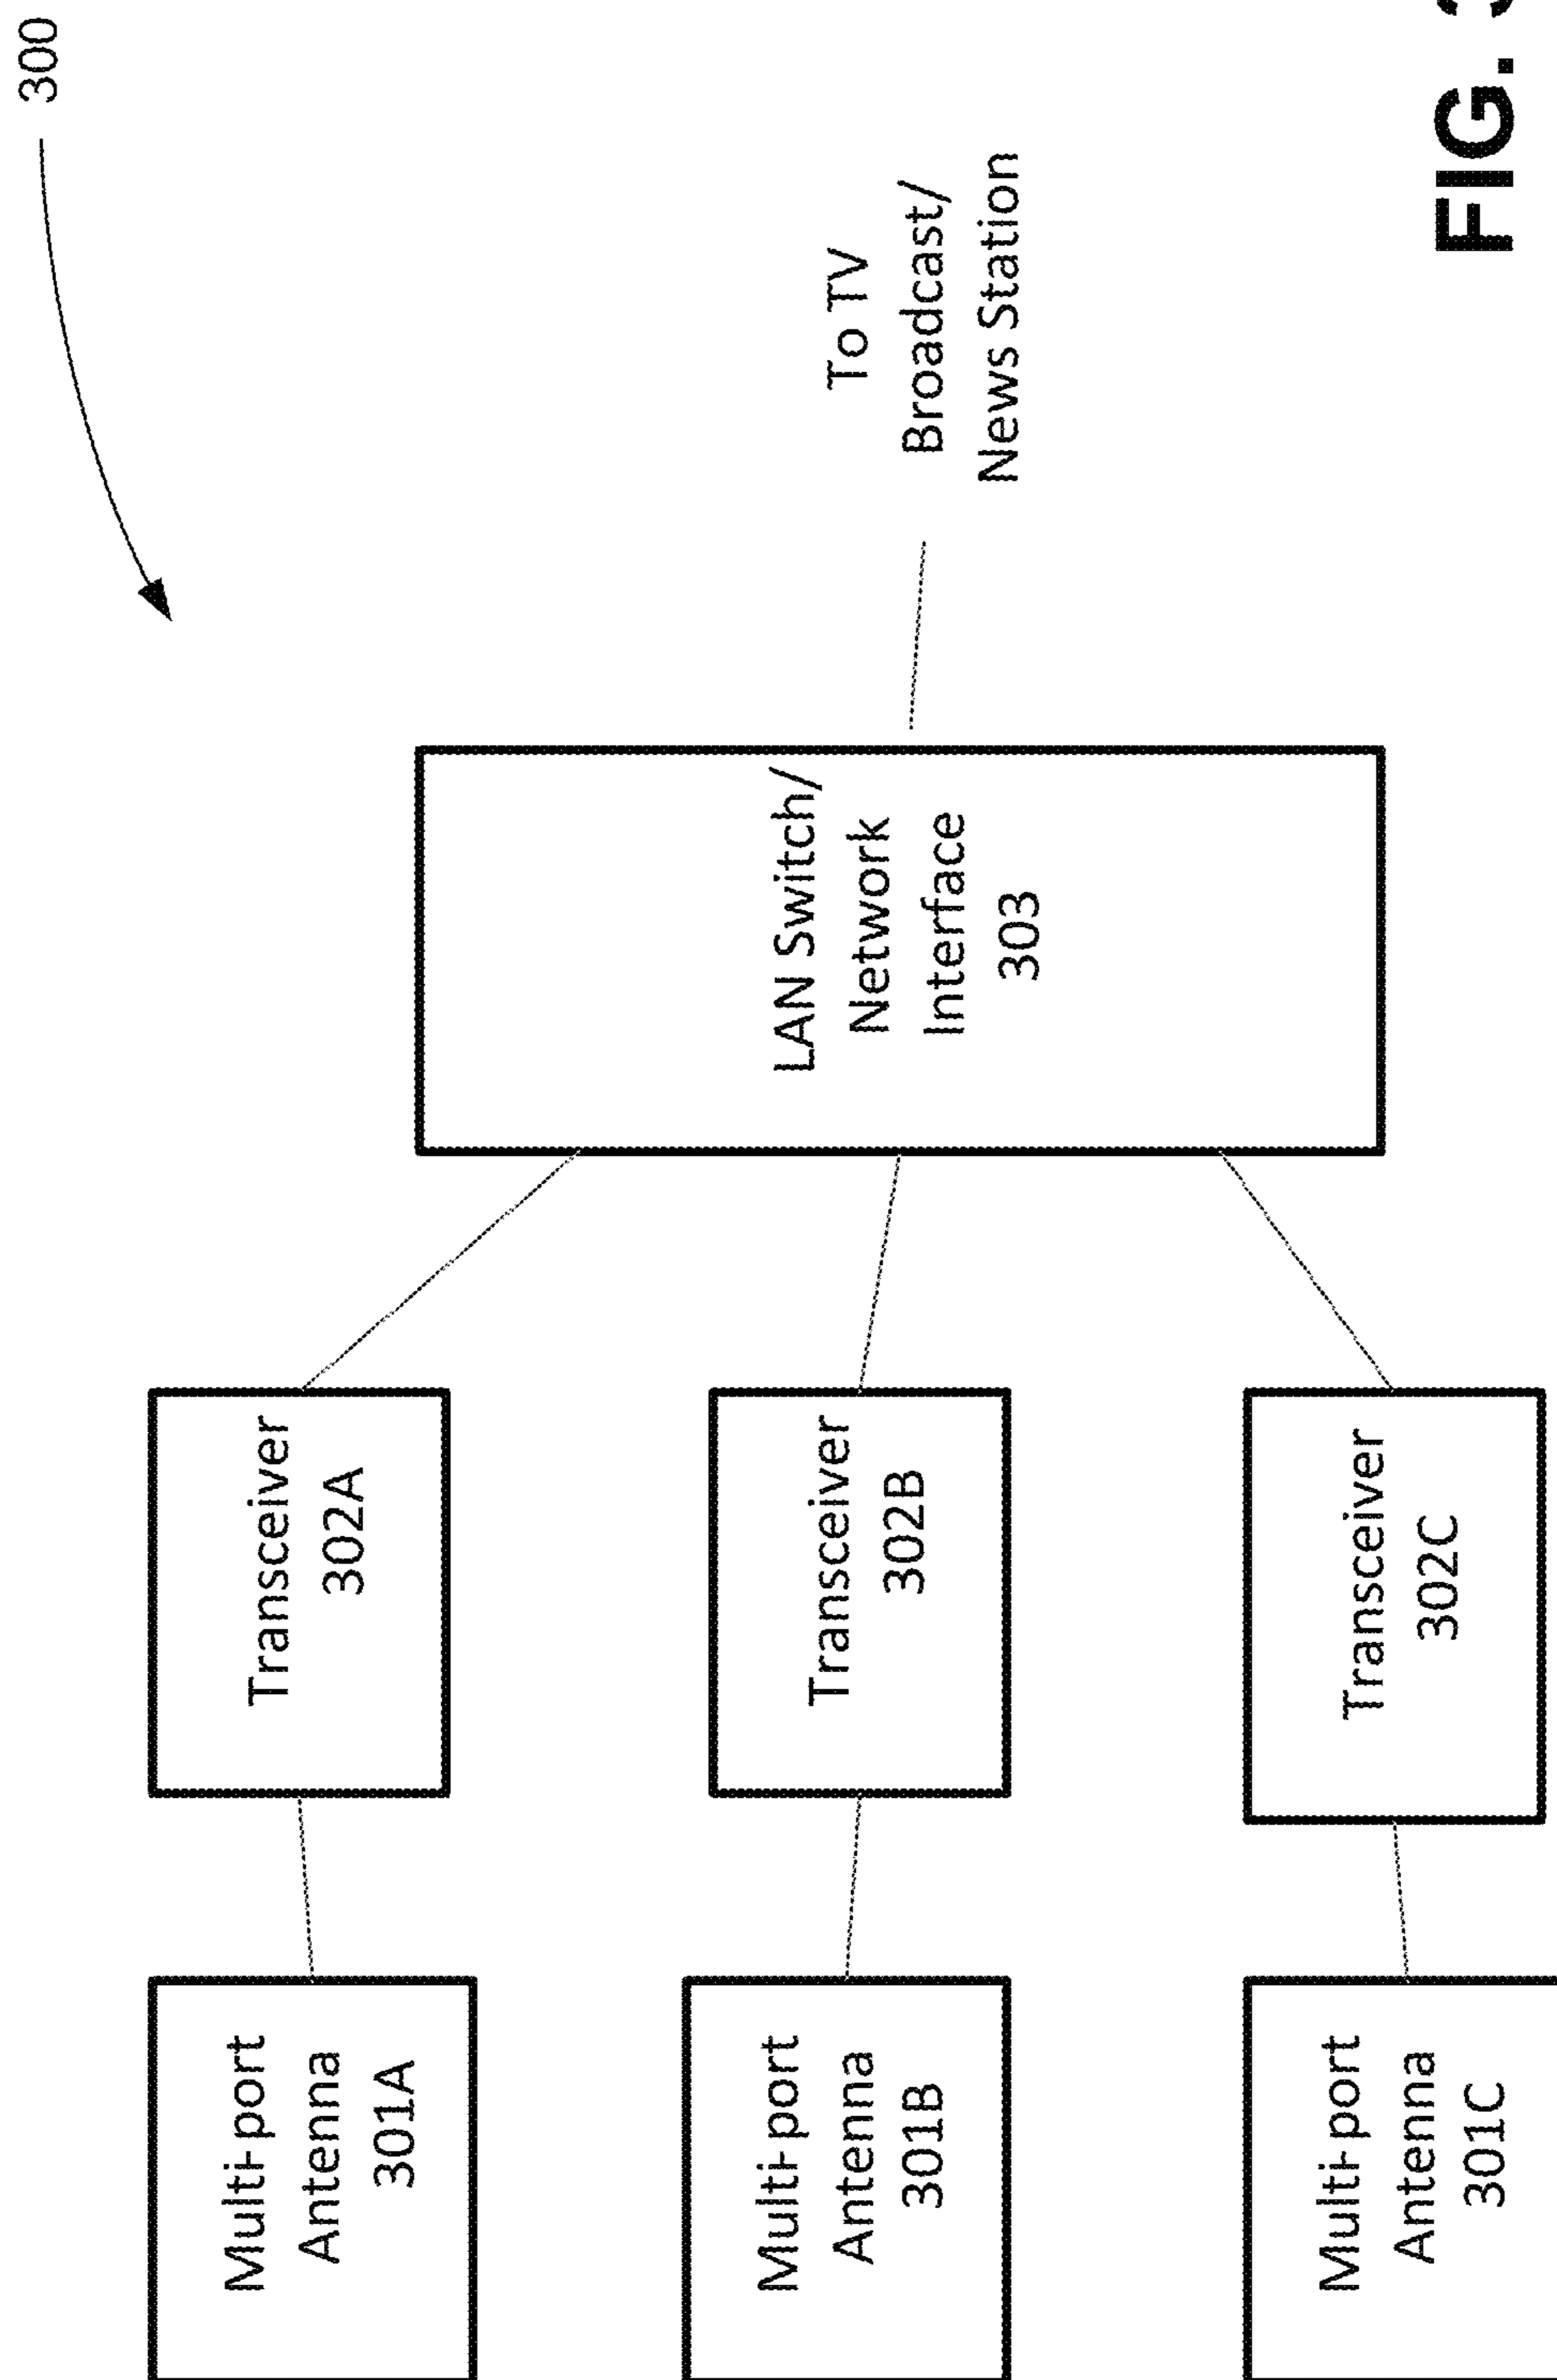 300
Multi-port
Antenna
301A
Transceiver
302A
Multi-port
Antenna
301B
Transceiver
302B
Multi-port
Antenna
301C
Transceiver
302C
LAN Switch/
Network
Interface
303
To TV
Broadcast/
News Station
FIG.